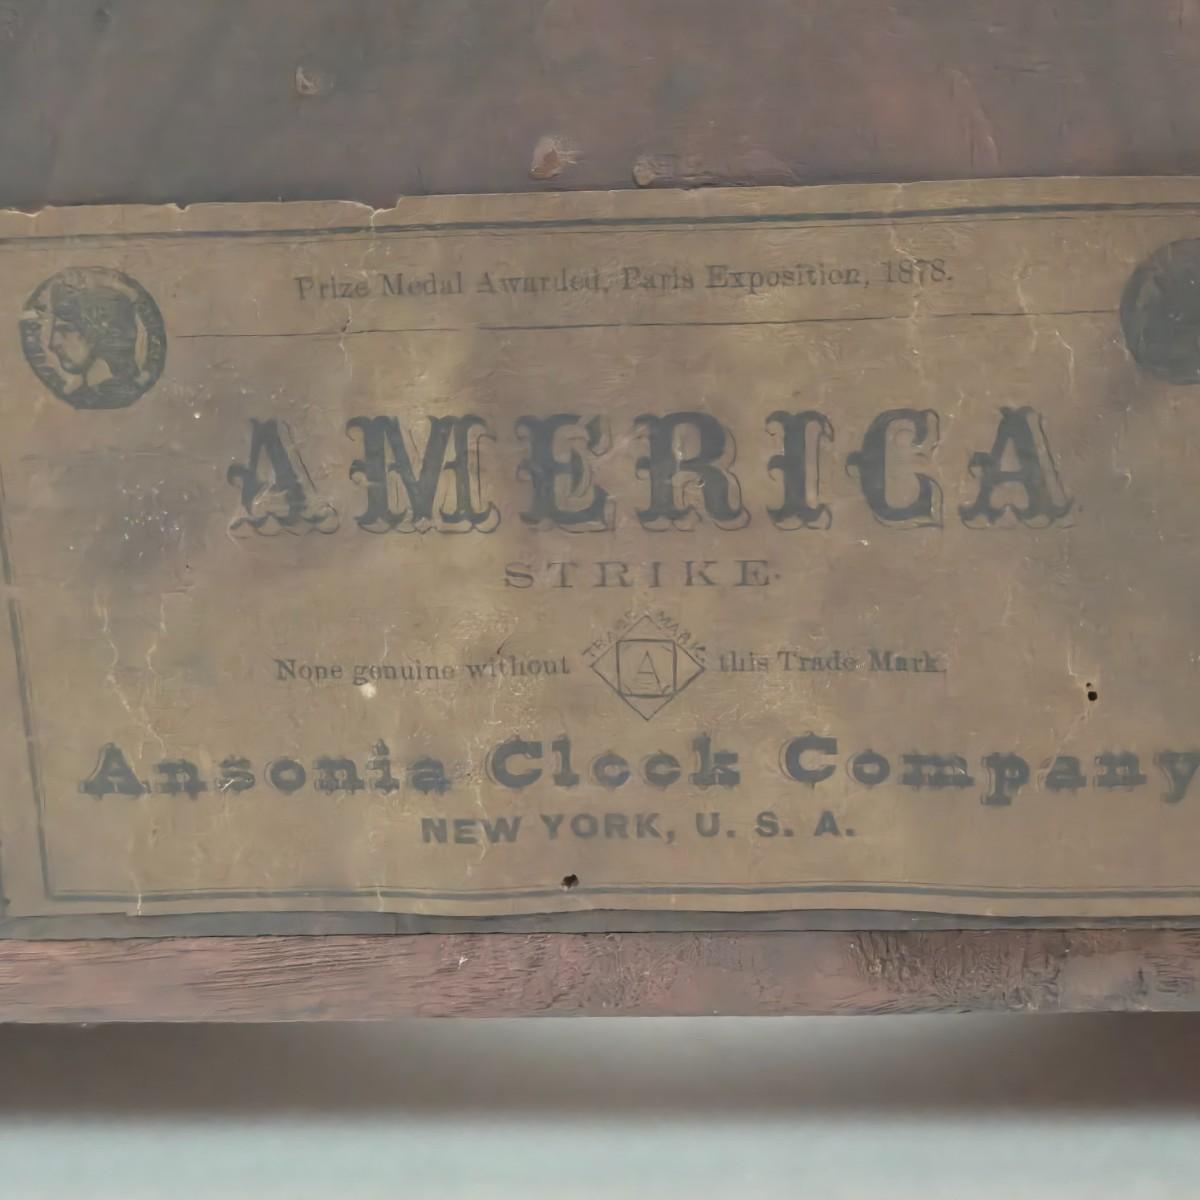 Prize Medal Awarded, Paris Exposition, 1878.
AMERICA
STRIKE.
TRADE MARK
None genuine without A this Trade Mark.
Ansonia Clock Company
NEW YORK, U. S. A.